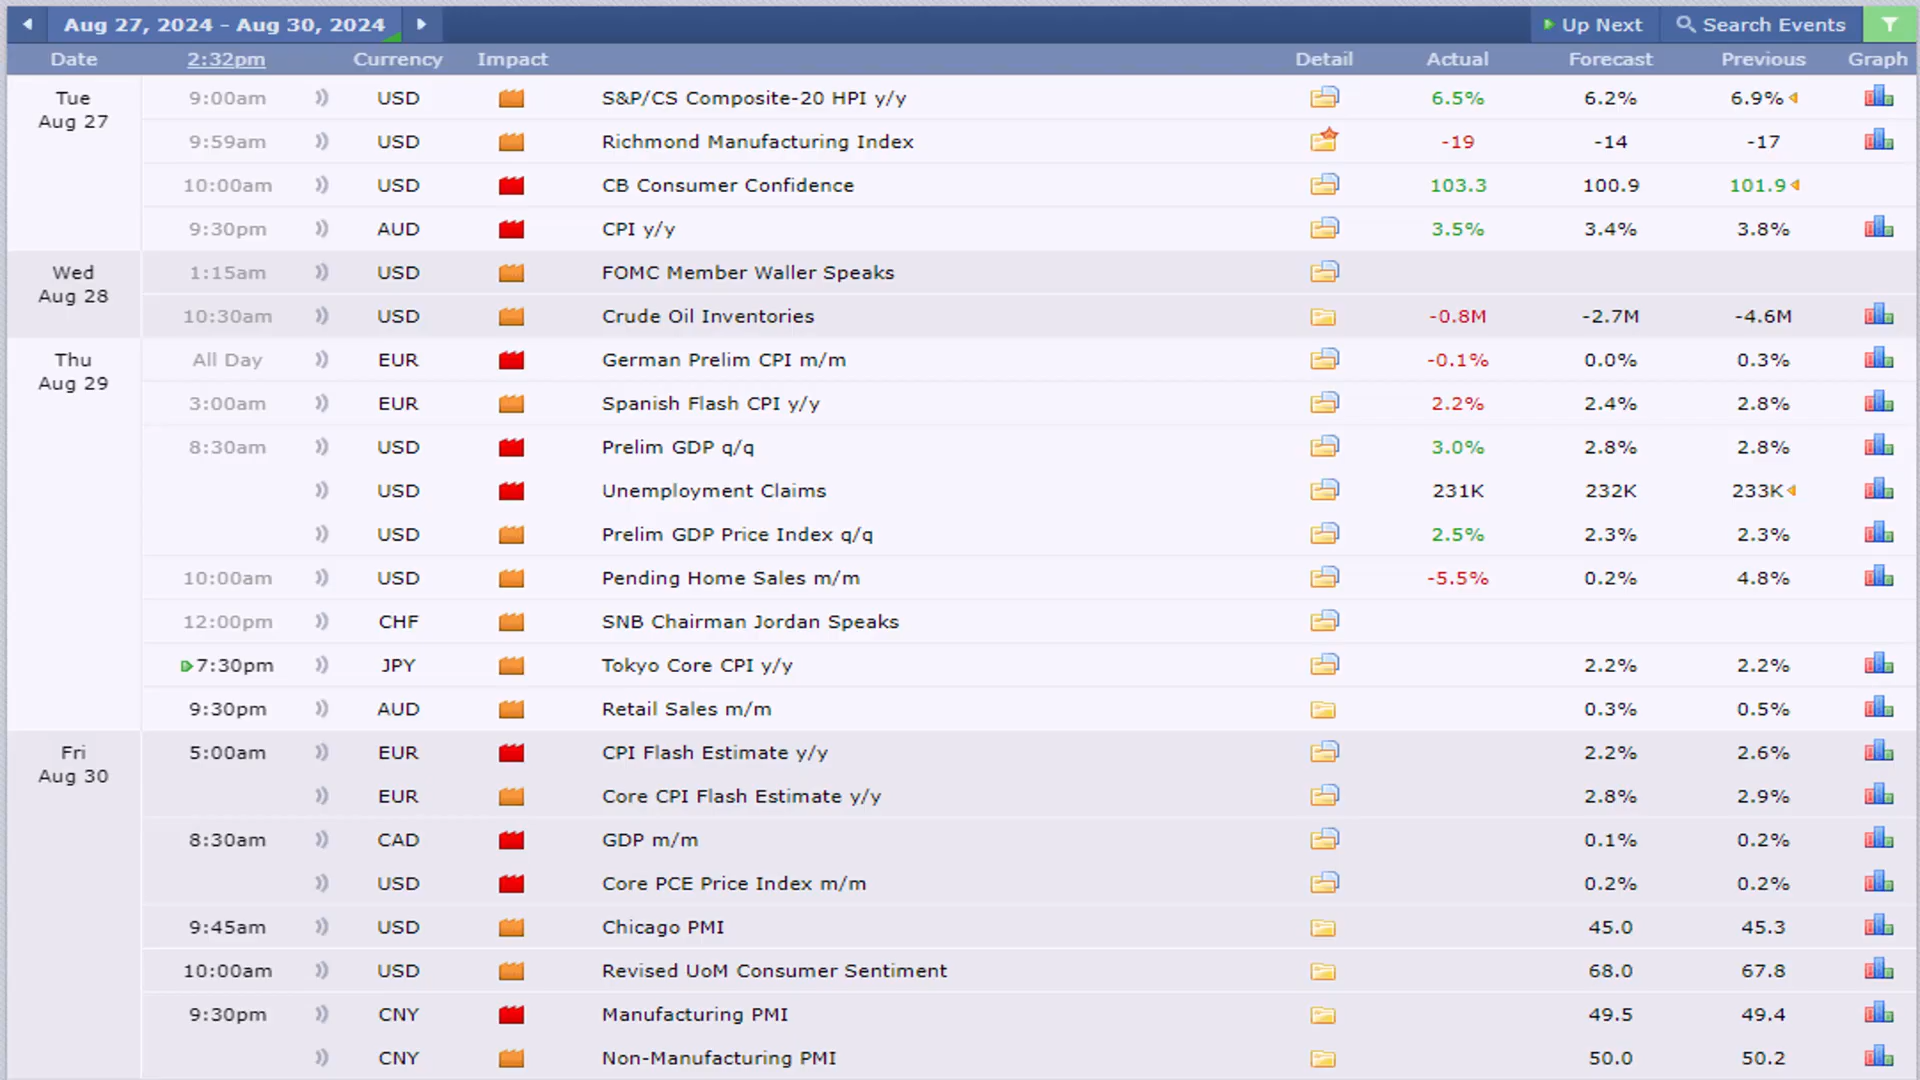 Aug 27, 2024 - Aug 30, 2024 Up Next Search Events
Date 2:32pm Currency Impact Detail Actual Forecast Previous Graph
Tue Aug 27 9:00am USD S&P/CS Composite-20 HPI y/y 6.5% 6.2% 6.9%
9:59am USD Richmond Manufacturing Index -19 -14 -17
10:00am USD CB Consumer Confidence 103.3 100.9 101.9
9:30pm AUD CPI y/y 3.5% 3.4% 3.8%
Wed Aug 28 1:15am USD FOMC Member Waller Speaks
10:30am USD Crude Oil Inventories -0.8M -2.7M -4.6M
Thu Aug 29 All Day EUR German Prelim CPI m/m -0.1% 0.0% 0.3%
3:00am EUR Spanish Flash CPI y/y 2.2% 2.4% 2.8%
8:30am USD Prelim GDP q/q 3.0% 2.8% 2.8%
USD Unemployment Claims 231K 232K 233K
USD Prelim GDP Price Index q/q 2.5% 2.3% 2.3%
10:00am USD Pending Home Sales m/m -5.5% 0.2% 4.8%
12:00pm CHF SNB Chairman Jordan Speaks
7:30pm JPY Tokyo Core CPI y/y 2.2% 2.2%
9:30pm AUD Retail Sales m/m 0.3% 0.5%
Fri Aug 30 5:00am EUR CPI Flash Estimate y/y 2.2% 2.6%
EUR Core CPI Flash Estimate y/y 2.8% 2.9%
8:30am CAD GDP m/m 0.1% 0.2%
USD Core PCE Price Index m/m 0.2% 0.2%
9:45am USD Chicago PMI 45.0 45.3
10:00am USD Revised UoM Consumer Sentiment 68.0 67.8
9:30pm CNY Manufacturing PMI 49.5 49.4
CNY Non-Manufacturing PMI 50.0 50.2